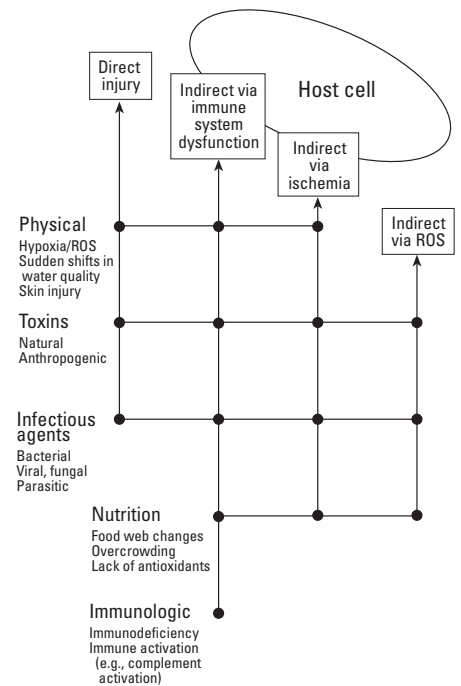 Direct
injury
Indirect via
immune
system
dysfunction
Host cell
Indirect
via
ischemia
Indirect
via ROS
Physical
Hypoxia/ROS
Sudden shifts in
water quality
Skin injury
Toxins
Natural
Anthropogenic
Infectious
agents
Bacterial
Viral, fungal
Parasitic
Nutrition
Food web changes
Overcrowding
Lack of antioxidants
Immunologic
Immunodeficiency
Immune activation
(e.g., complement
activation)